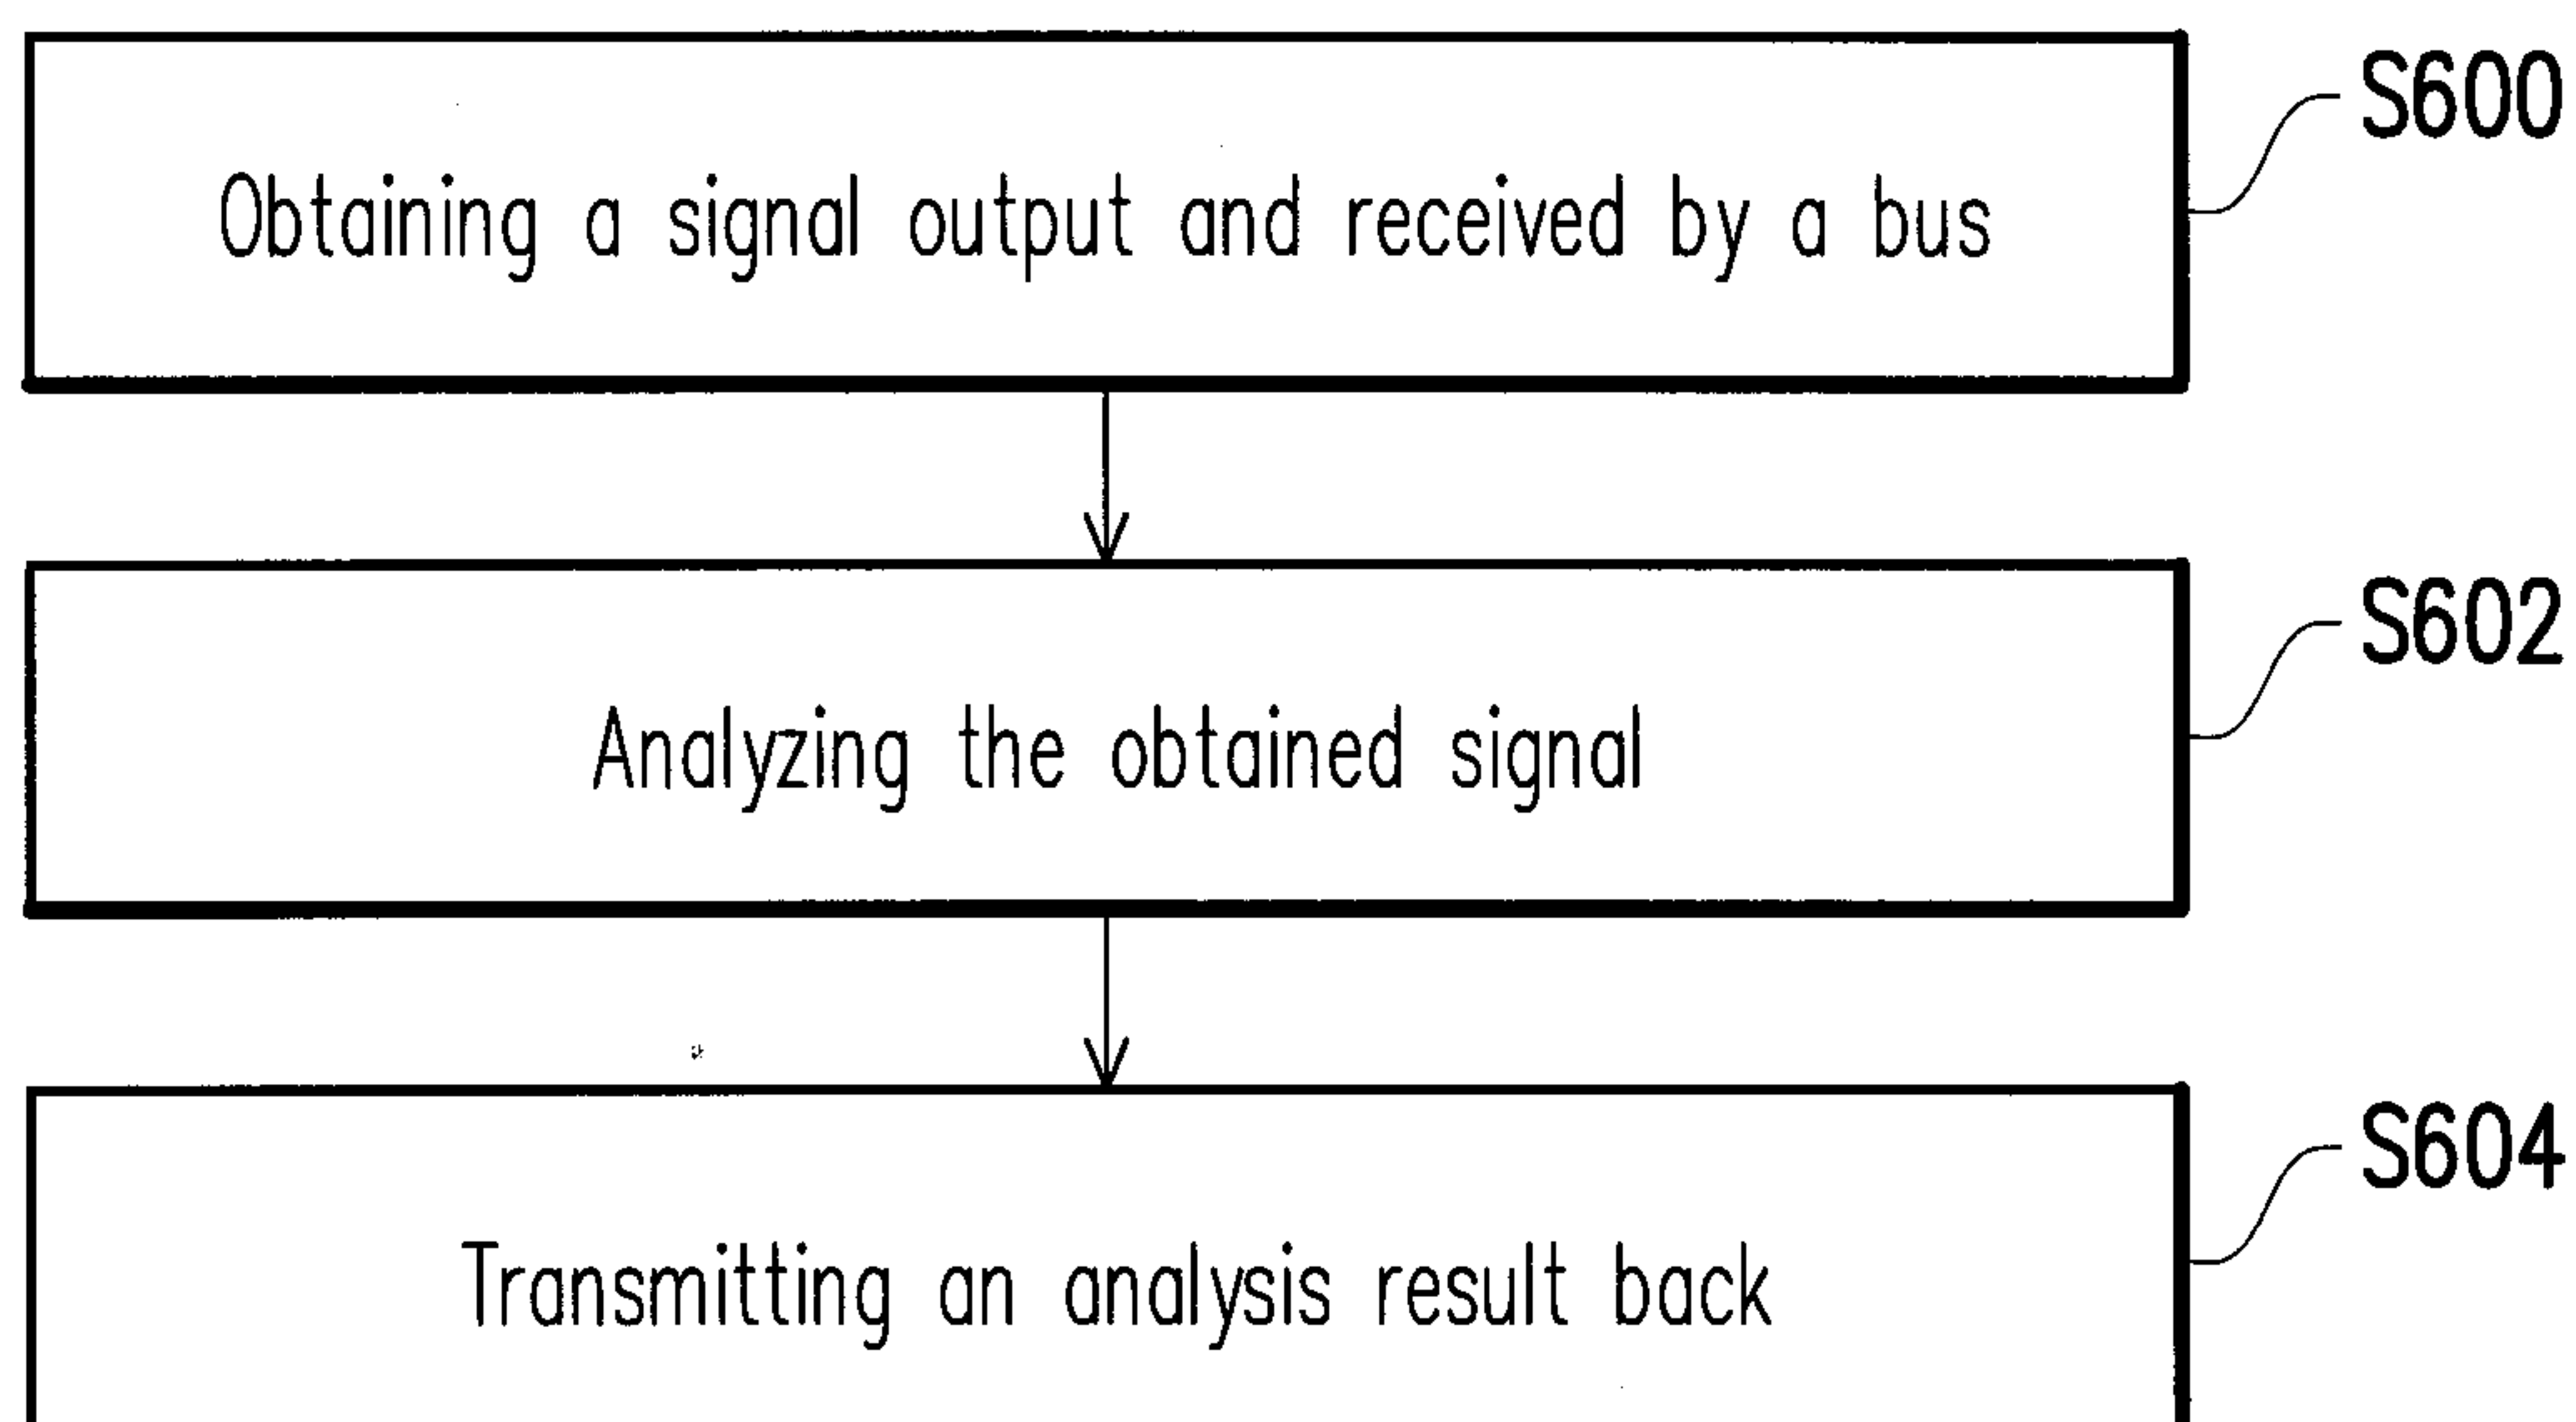 Obtaining a signal output and received by a bus
S600
Analyzing the obtained signal
S602
Transmitting an analysis result back
S604